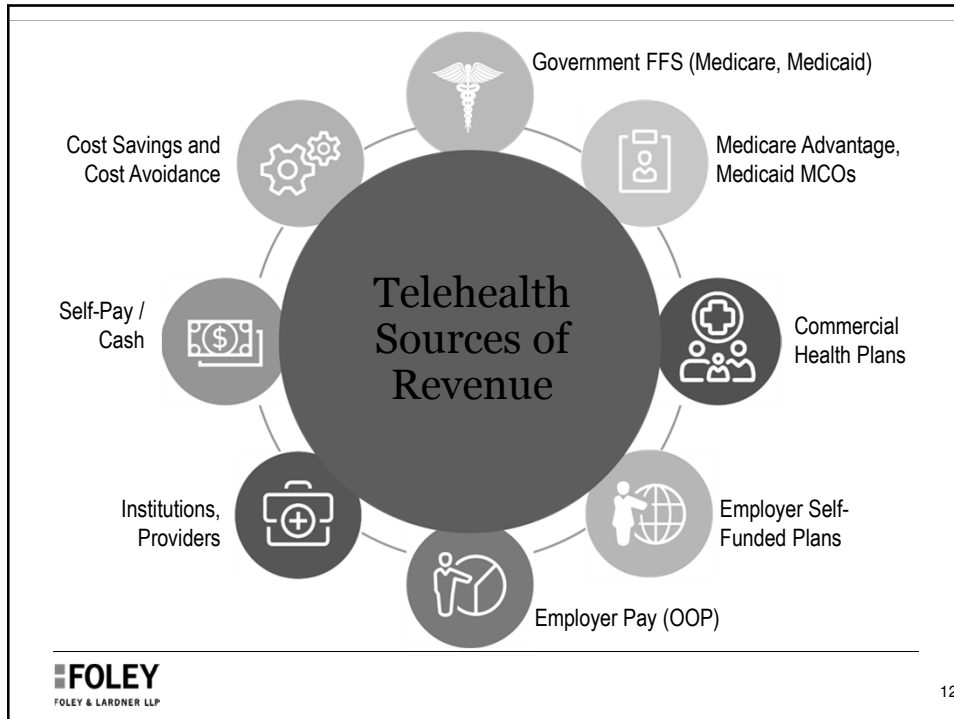 Government FFS (Medicare, Medicaid)
Medicare Advantage,
Medicaid MCOs
Commercial
Health Plans
Employer Self-
Funded Plans
Employer Pay (OOP)
Institutions,
Providers
Self-Pay /
Cash
Cost Savings and
Cost Avoidance
Telehealth
Sources of
Revenue
$
FOLEY
FOLEY & LARDNER LLP
12